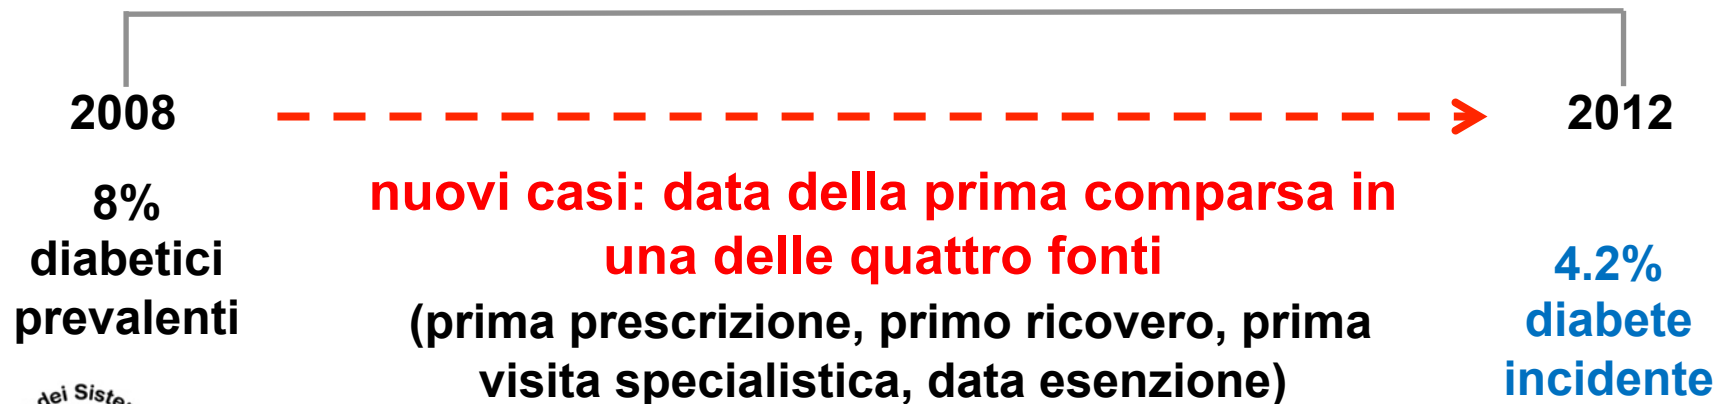 2008
2012
8%
diabetici
prevalenti
nuovi casi: data della prima comparsa in
una delle quattro fonti
(prima prescrizione, primo ricovero, prima
visita specialistica, data esenzione)
4.2%
diabete
incidente
dei